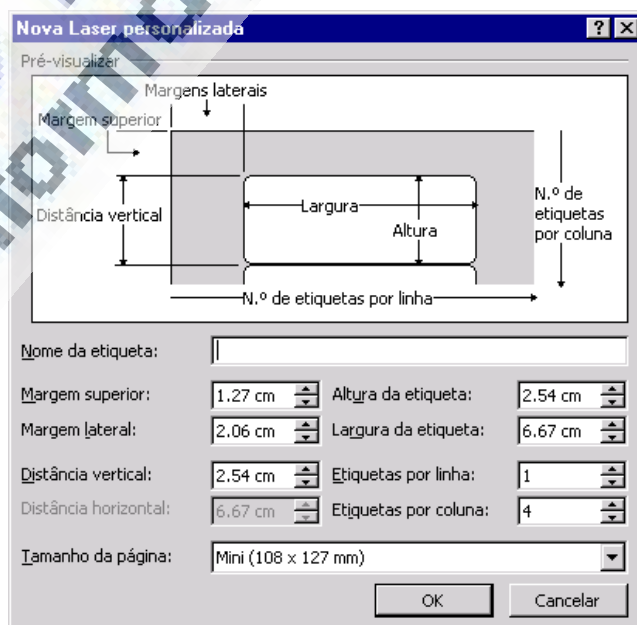 Nova Laser personalizada
Pré-visualizar
Margens laterais
Margem superior
Distância vertical
Largura
Altura
N.º de
etiquetas
por coluna
N.º de etiquetas por linha
Nome da etiqueta:
Margem superior: 1.27 cm Altura da etiqueta: 2.54 cm
Margem lateral: 2.06 cm Largura da etiqueta: 6.67 cm
Distância vertical: 2.54 cm Etiquetas por linha: 1
Distância horizontal: 6.67 cm Etiquetas por coluna: 4
Tamanho da página: Mini (108 x 127 mm)
OK Cancelar